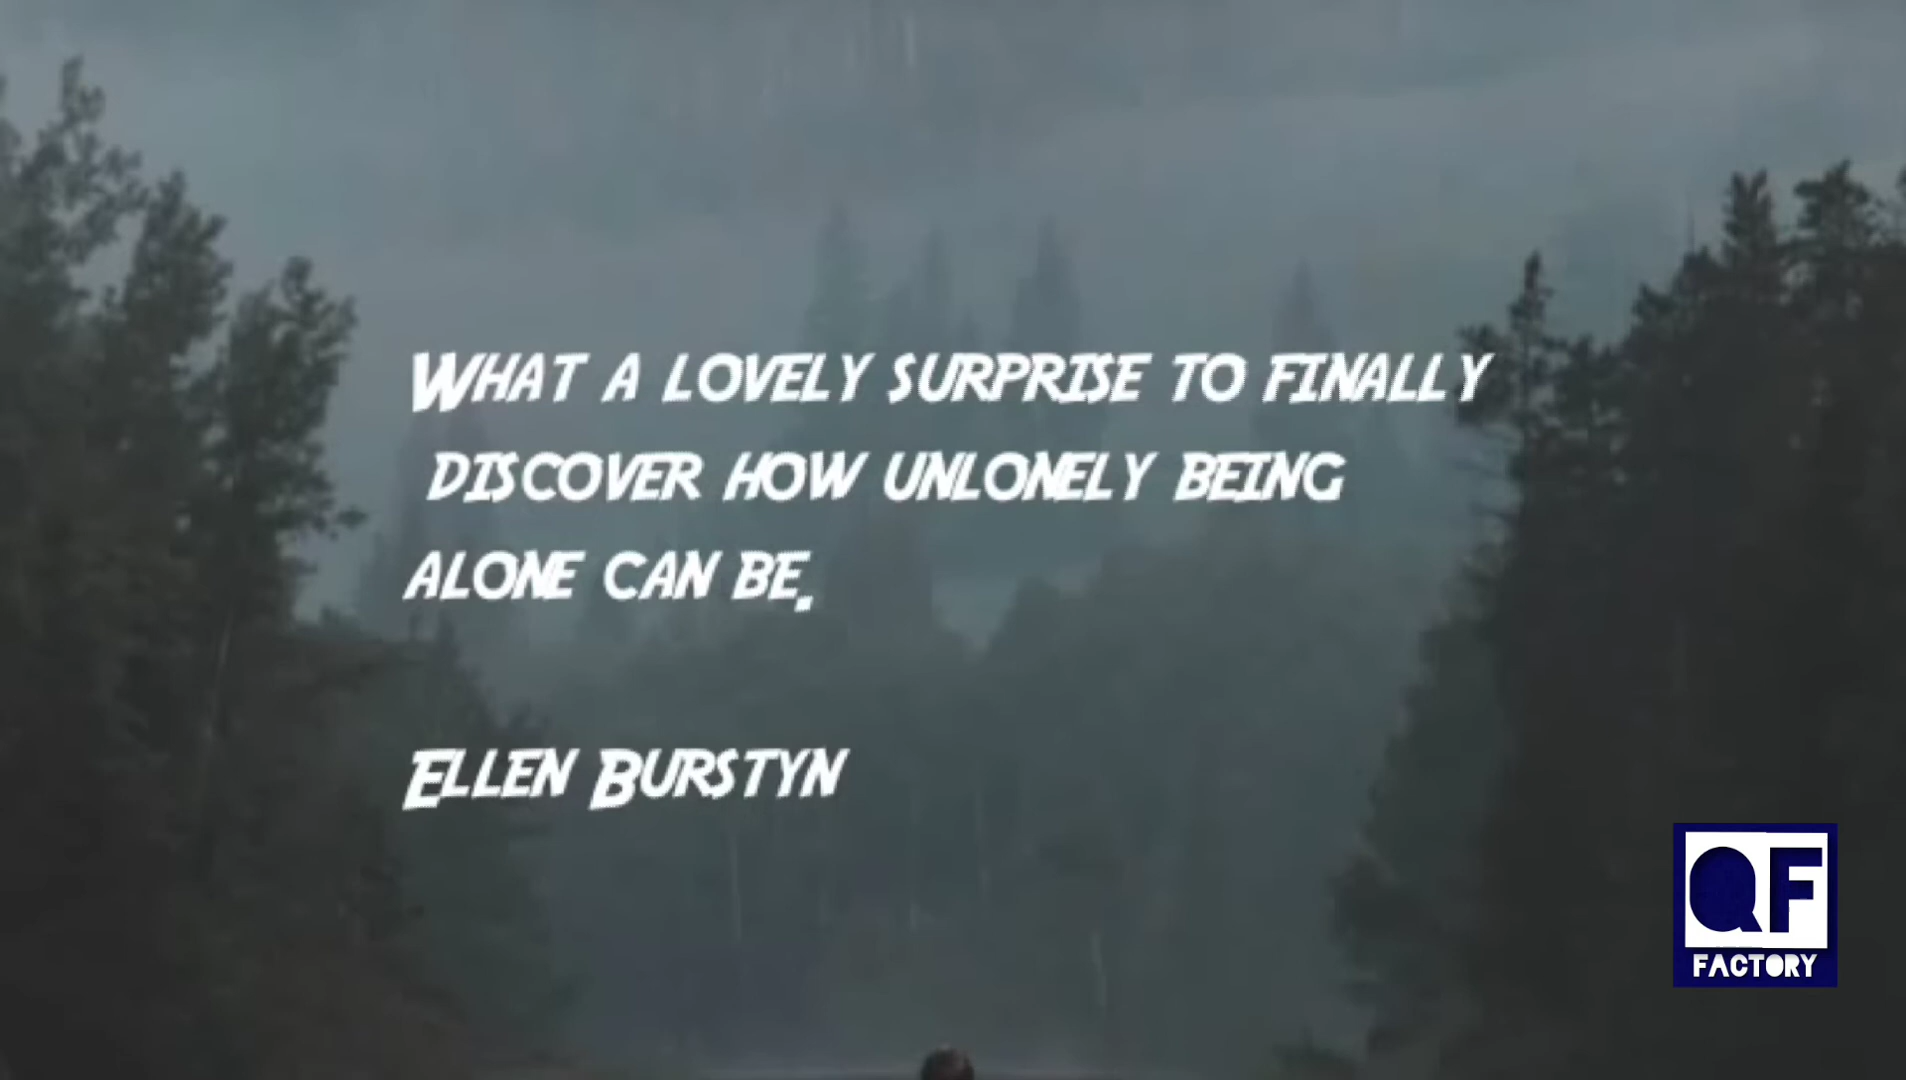 What a lovely surprise to finally
discover how unlonely being
alone can be.
Ellen Burstyn
QF
FACTORY